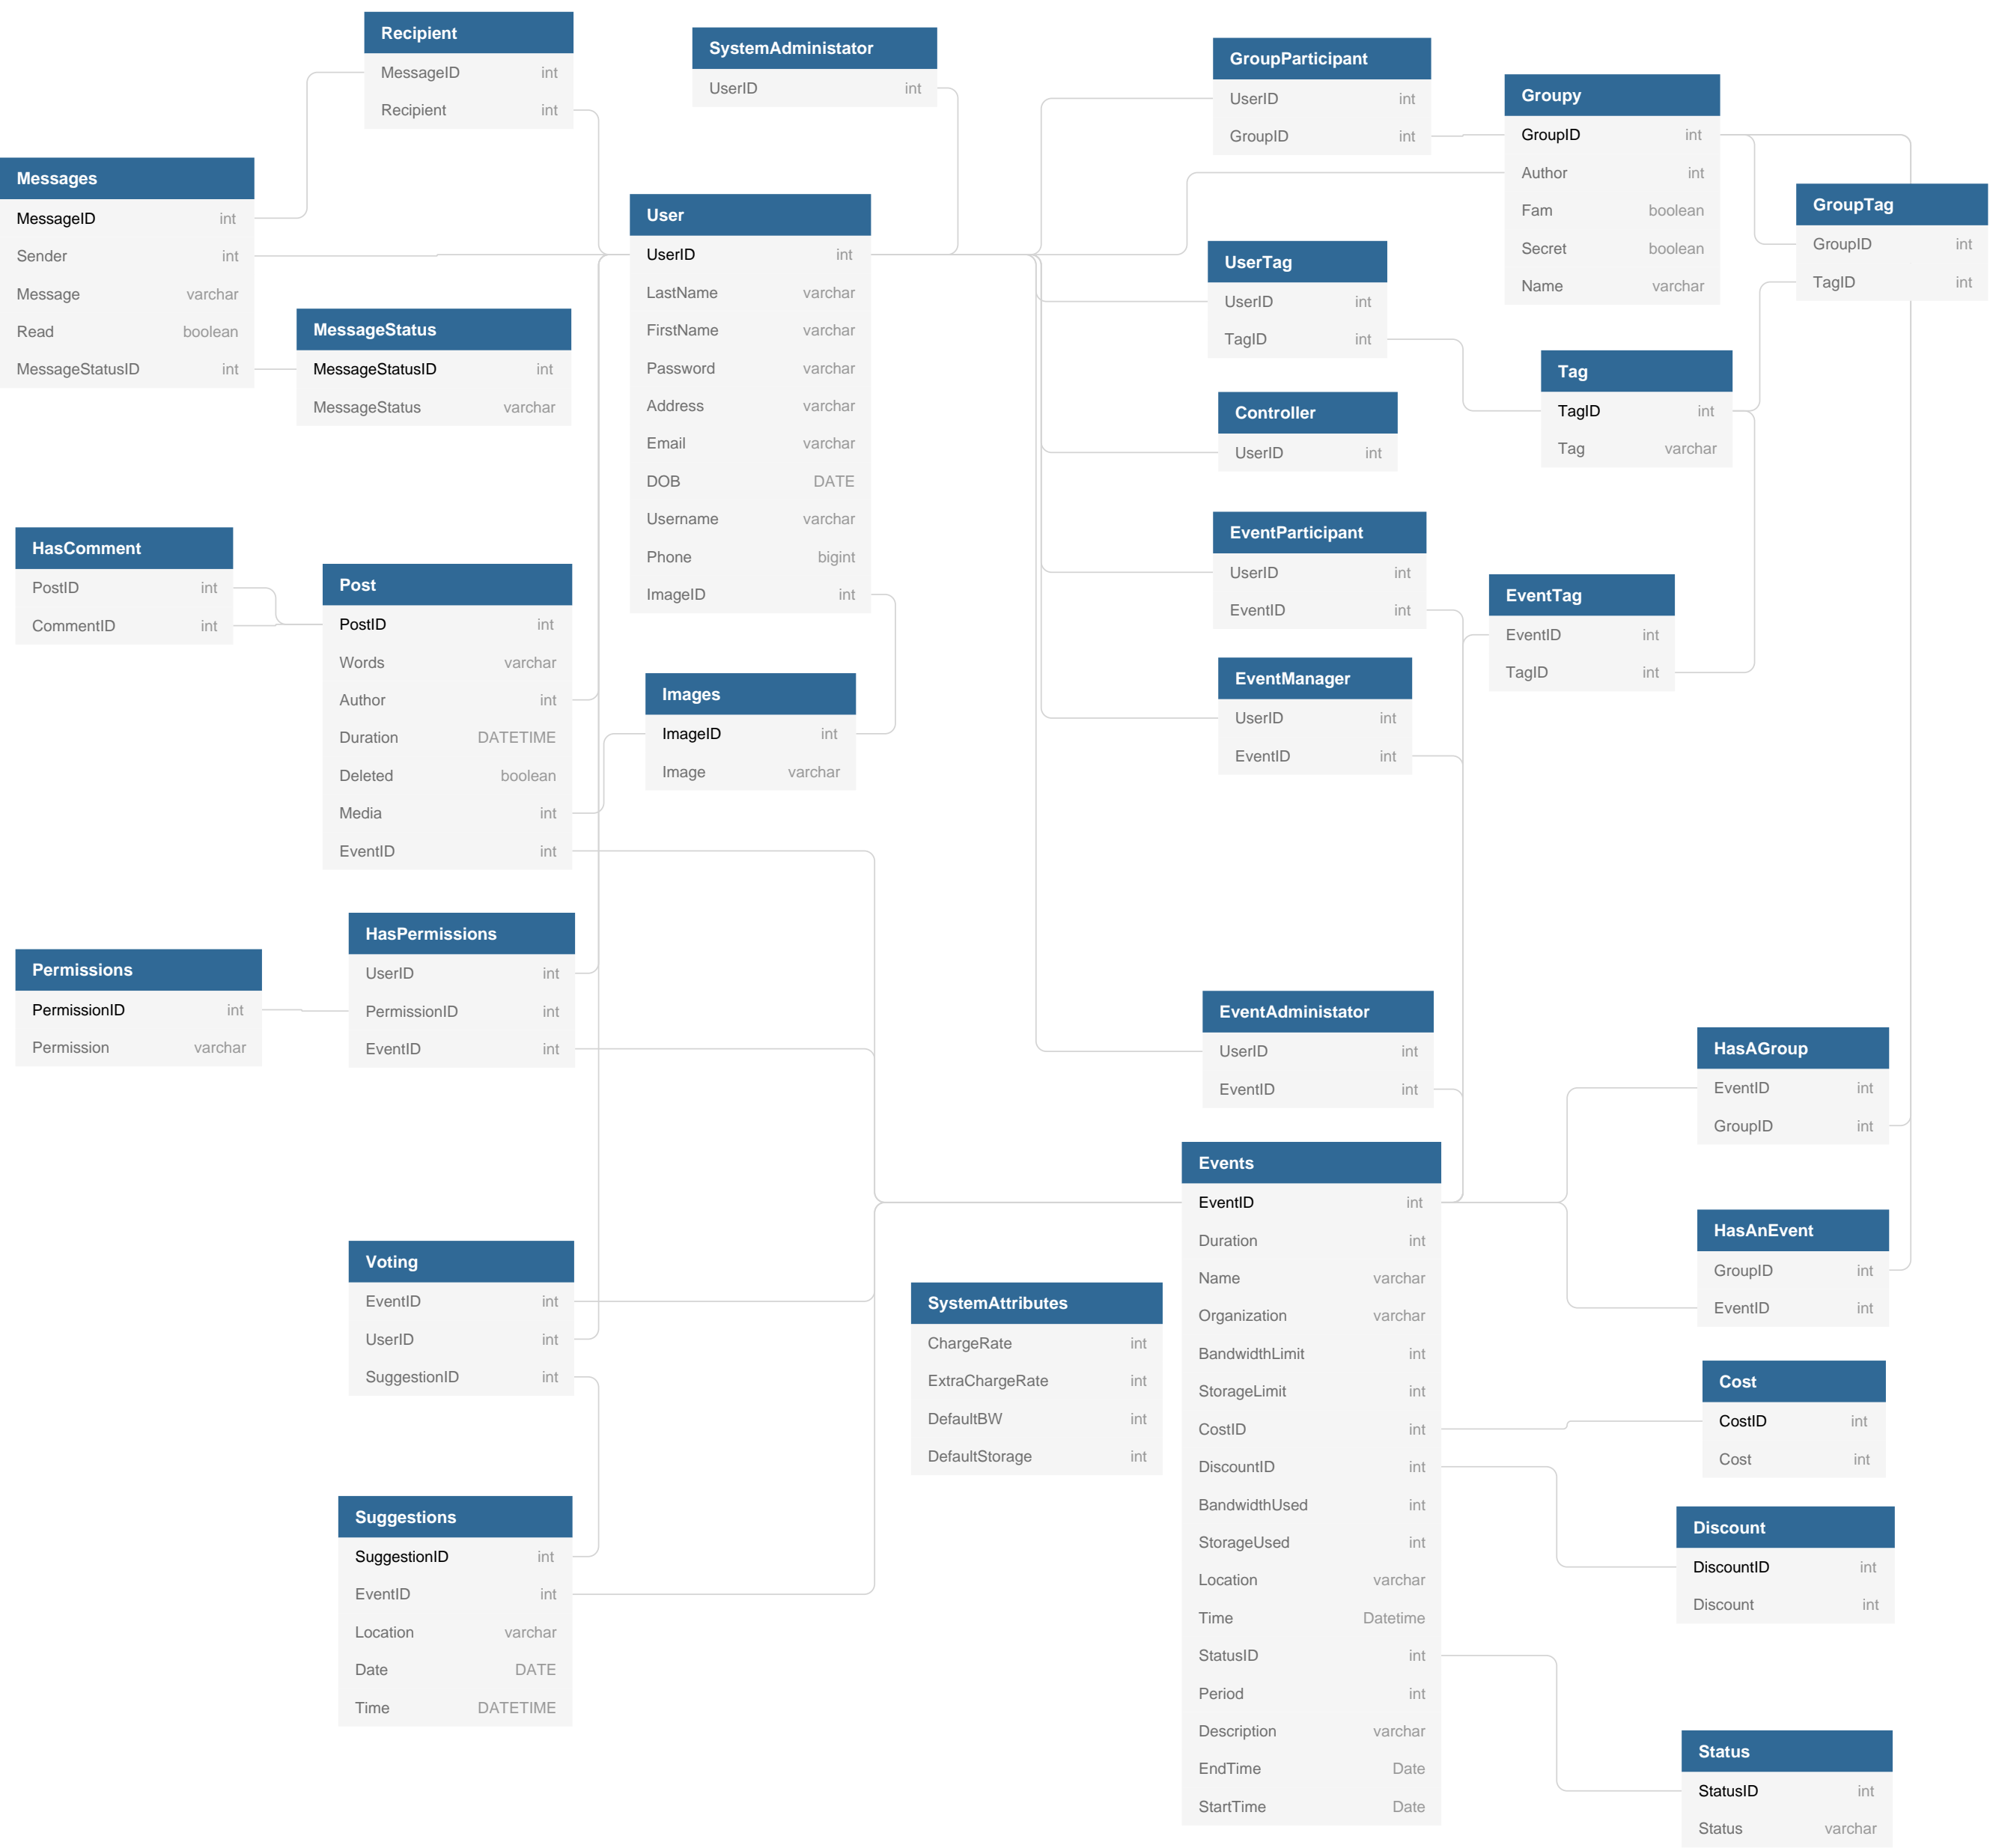 Recipient
MessageID int
Recipient int
SystemAdministator
UserID int
GroupParticipant
UserID int
GroupID int
Groupy
GroupID int
Author int
Fam boolean
Secret boolean
Name varchar
Messages
MessageID int
Sender int
Message varchar
Read boolean
MessageStatusID int
GroupTag
GroupID int
TagID int
User
UserID int
LastName varchar
FirstName varchar
Password varchar
Address varchar
Email varchar
DOB DATE
Username varchar
Phone bigint
ImageID int
UserTag
UserID int
TagID int
MessageStatus
MessageStatusID int
MessageStatus varchar
Tag
TagID int
Tag varchar
Controller
UserID int
EventParticipant
UserID int
EventID int
HasComment
PostID int
CommentID int
Post
PostID int
Words varchar
Author int
Duration DATETIME
Deleted boolean
Media int
EventID int
EventTag
EventID int
TagID int
EventManager
UserID int
EventID int
Images
ImageID int
Image varchar
HasPermissions
UserID int
PermissionID int
EventID int
Permissions
PermissionID int
Permission varchar
EventAdministator
UserID int
EventID int
HasAGroup
EventID int
GroupID int
Events
EventID int
Duration int
Name varchar
Organization varchar
BandwidthLimit int
StorageLimit int
CostID int
DiscountID int
BandwidthUsed int
StorageUsed int
Location varchar
Time Datetime
StatusID int
Period int
Description varchar
EndTime Date
StartTime Date
HasAnEvent
GroupID int
EventID int
Voting
EventID int
UserID int
SuggestionID int
SystemAttributes
ChargeRate int
ExtraChargeRate int
DefaultBW int
DefaultStorage int
Cost
CostID int
Cost int
Suggestions
SuggestionID int
EventID int
Location varchar
Date DATE
Time DATETIME
Discount
DiscountID int
Discount int
Status
StatusID int
Status varchar